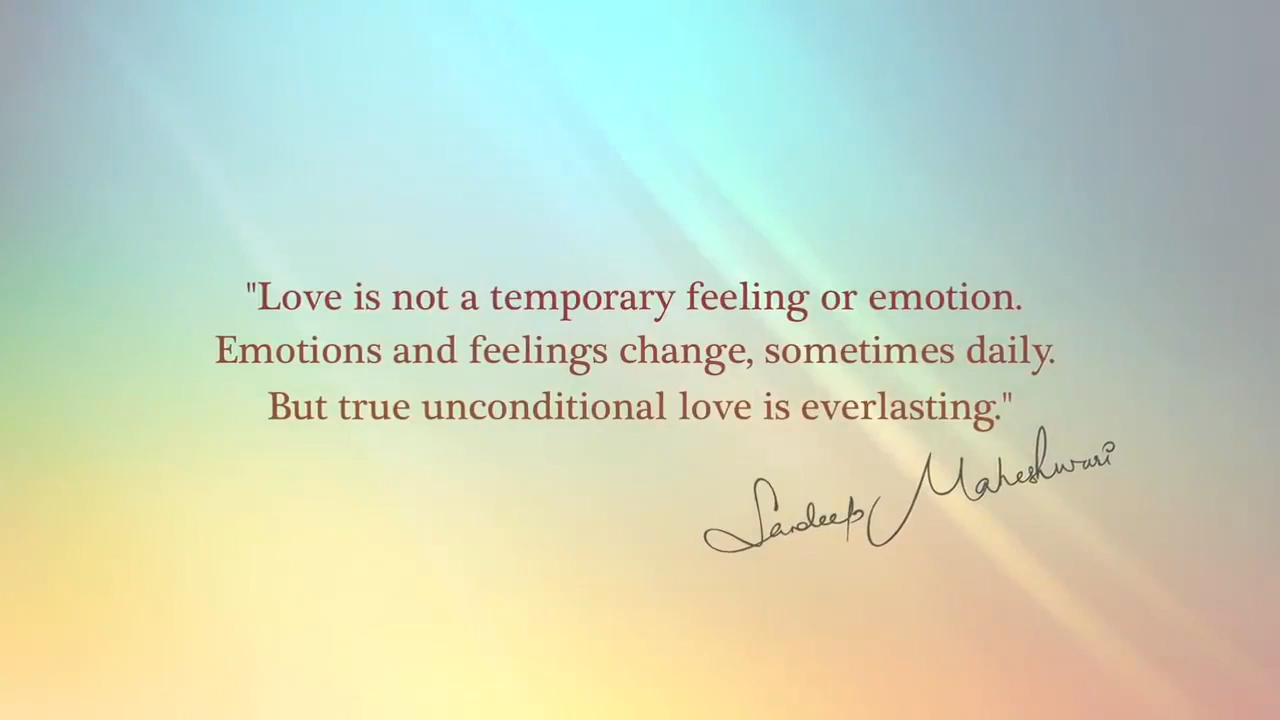 "Love is not a temporary feeling or emotion.
Emotions and feelings change, sometimes daily.
But true unconditional love is everlasting."
Sandeep Maheshwari